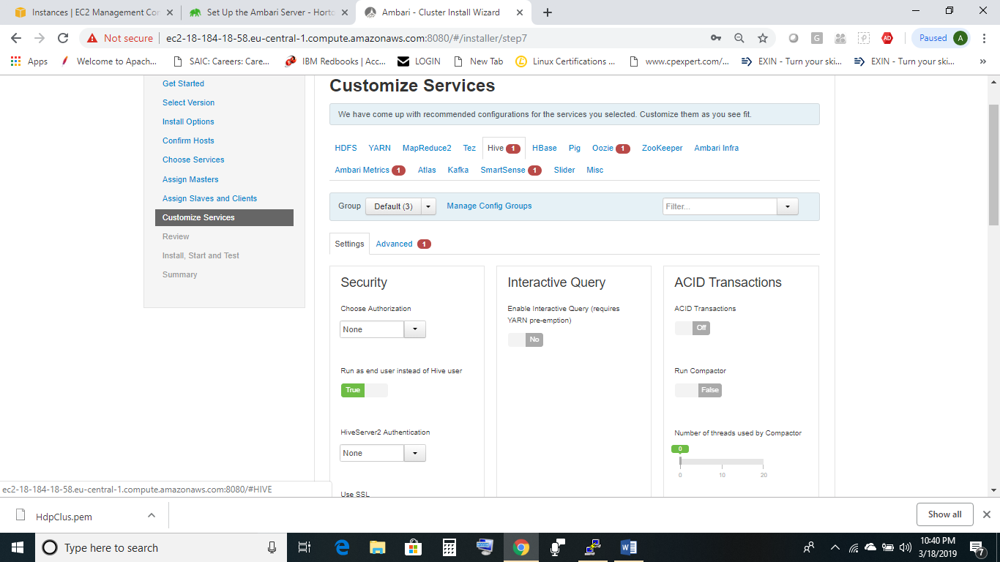 Instances | EC2 Management Con
Set Up the Ambari Server - Horto
Ambari - Cluster Install Wizard
Not secure
ec2-18-184-18-58.eu-central-1.compute.amazonaws.com:8080/#/installer/step7
G
AD
Paused
A
Apps
Welcome to Apach...
SAIC: Careers: Care...
IBM Redbooks | Acc...
LOGIN
New Tab
Linux Certifications ...
www.cpexpert.com/...
EXIN - Turn your ski...
EXIN - Turn your ski...
»
Get Started
Select Version
Install Options
Confirm Hosts
Choose Services
Assign Masters
Assign Slaves and Clients
Customize Services
Review
Install, Start and Test
Summary
Customize Services
We have come up with recommended configurations for the services you selected. Customize them as you see fit.
HDFS YARN MapReduce2 Tez Hive 1 HBase Pig Oozie 1 ZooKeeper Ambari Infra
Ambari Metrics 1 Atlas Kafka SmartSense 1 Slider Misc
Group Default (3) Manage Config Groups Filter...
Settings Advanced 1
Security
Choose Authorization
None
Run as end user instead of Hive user
True
HiveServer2 Authentication
None
Use SSL
Interactive Query
Enable Interactive Query (requires
YARN pre-emption)
No
ACID Transactions
ACID Transactions
Off
Run Compactor
False
Number of threads used by Compactor
0
0 10 20
ec2-18-184-18-58.eu-central-1.compute.amazonaws.com:8080/#HIVE
HdpClus.pem
Show all
Type here to search
10:40 PM
3/18/2019
7